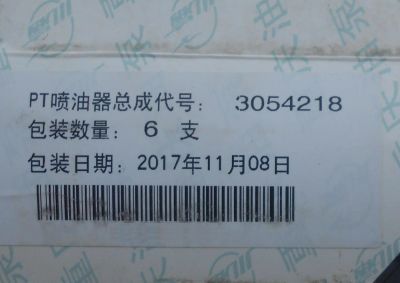 PT喷油器总成代号: 3054218
包装数量: 6 支
包装日期: 2017年11月08日